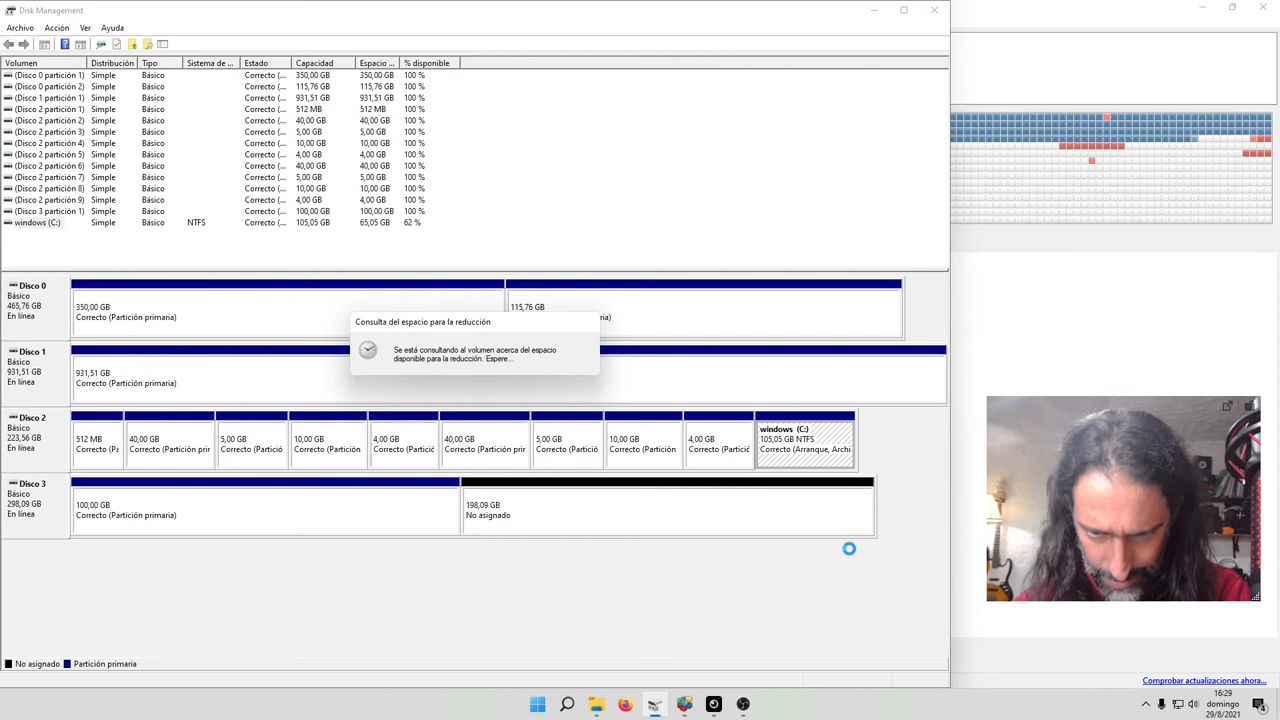 Disk Management
Archivo Acción Ver Ayuda
Volumen Distribución Tipo Sistema de ... Estado Capacidad Espacio ... % disponible
(Disco 0 partición 1) Simple Básico Correcto (... 350,00 GB 350,00 GB 100 %
(Disco 0 partición 2) Simple Básico Correcto (... 115,76 GB 115,76 GB 100 %
(Disco 1 partición 1) Simple Básico Correcto (... 931,51 GB 931,51 GB 100 %
(Disco 2 partición 1) Simple Básico Correcto (... 512 MB 512 MB 100 %
(Disco 2 partición 2) Simple Básico Correcto (... 40,00 GB 40,00 GB 100 %
(Disco 2 partición 3) Simple Básico Correcto (... 5,00 GB 5,00 GB 100 %
(Disco 2 partición 4) Simple Básico Correcto (... 10,00 GB 10,00 GB 100 %
(Disco 2 partición 5) Simple Básico Correcto (... 4,00 GB 4,00 GB 100 %
(Disco 2 partición 6) Simple Básico Correcto (... 40,00 GB 40,00 GB 100 %
(Disco 2 partición 7) Simple Básico Correcto (... 5,00 GB 5,00 GB 100 %
(Disco 2 partición 8) Simple Básico Correcto (... 10,00 GB 10,00 GB 100 %
(Disco 2 partición 9) Simple Básico Correcto (... 4,00 GB 4,00 GB 100 %
(Disco 3 partición 1) Simple Básico Correcto (... 100,00 GB 100,00 GB 100 %
windows (C:) Simple Básico NTFS Correcto (... 105,05 GB 65,05 GB 62 %
Disco 0
Básico
465,76 GB
En línea
350,00 GB
Correcto (Partición primaria)
115,76 GB
ria)
Consulta del espacio para la reducción
Se está consultando al volumen acerca del espacio
disponible para la reducción. Espere...
Disco 1
Básico
931,51 GB
En línea
931,51 GB
Correcto (Partición primaria)
Disco 2
Básico
223,56 GB
En línea
512 MB
Correcto (Pa
40,00 GB
Correcto (Partición prir
5,00 GB
Correcto (Partició
10,00 GB
Correcto (Partición
4,00 GB
Correcto (Partició
40,00 GB
Correcto (Partición prir
5,00 GB
Correcto (Partició
10,00 GB
Correcto (Partición
4,00 GB
Correcto (Partició
windows (C:)
105,05 GB NTFS
Correcto (Arranque, Archi
Disco 3
Básico
298,09 GB
En línea
100,00 GB
Correcto (Partición primaria)
198,09 GB
No asignado
No asignado Partición primaria
Comprobar actualizaciones ahora...
16:29
domingo
29/8/2021
4